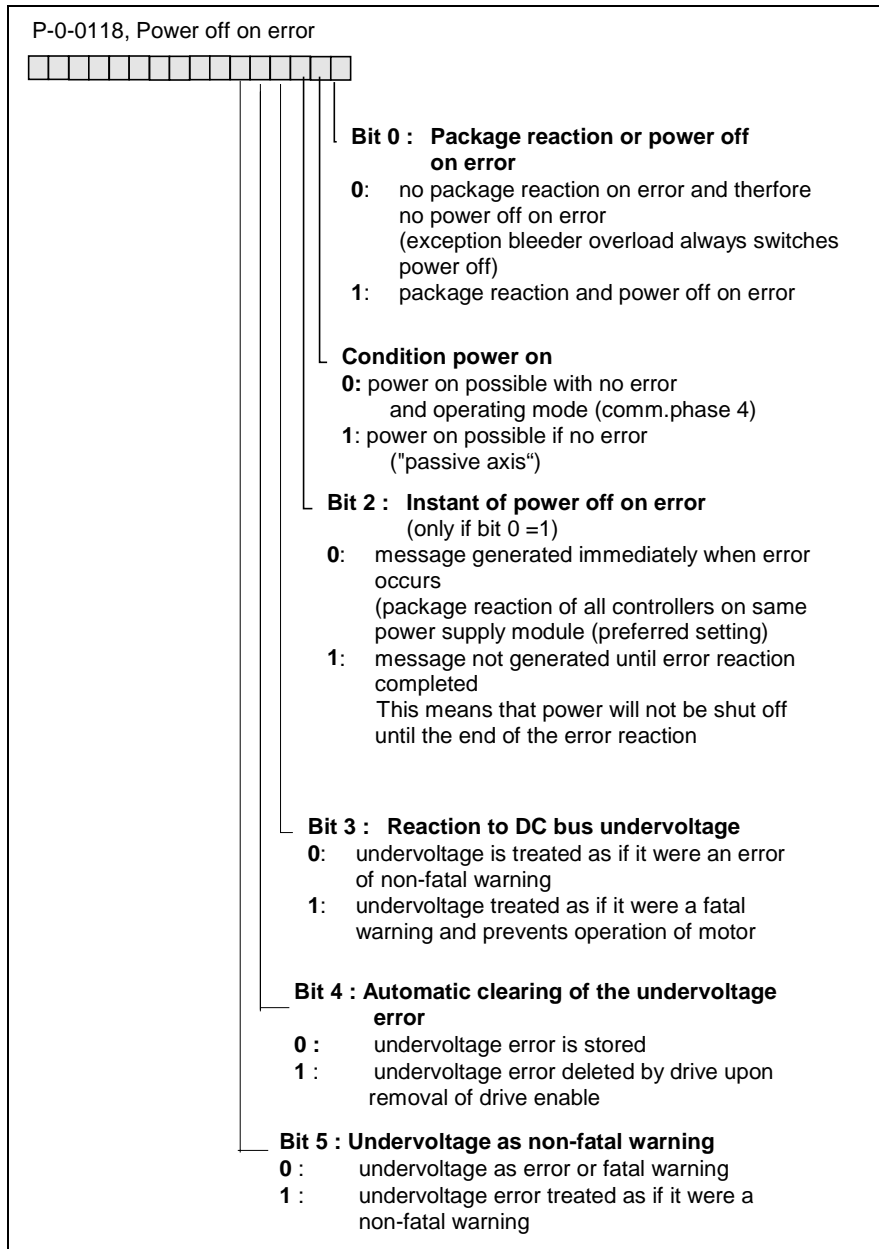 P-0-0118, Power off on error
Bit 0 : Package reaction or power off
on error
0: no package reaction on error and therfore
no power off on error
(exception bleeder overload always switches
power off)
1: package reaction and power off on error
Condition power on
0: power on possible with no error
and operating mode (comm.phase 4)
1: power on possible if no error
("passive axis“)
Bit 2 : Instant of power off on error
(only if bit 0 =1)
0: message generated immediately when error
occurs
(package reaction of all controllers on same
power supply module (preferred setting)
1: message not generated until error reaction
completed
This means that power will not be shut off
until the end of the error reaction
Bit 3 : Reaction to DC bus undervoltage
0: undervoltage is treated as if it were an error
of non-fatal warning
1: undervoltage treated as if it were a fatal
warning and prevents operation of motor
Bit 4 : Automatic clearing of the undervoltage
error
0 : undervoltage error is stored
1 : undervoltage error deleted by drive upon
removal of drive enable
Bit 5 : Undervoltage as non-fatal warning
0 : undervoltage as error or fatal warning
1 : undervoltage error treated as if it were a
non-fatal warning